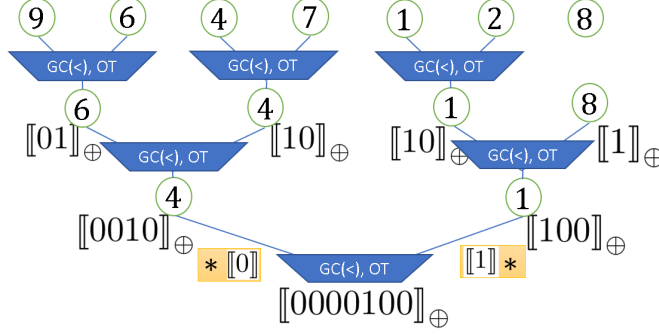 9 6 4 7 1 2 8
GC(<), OT GC(<), OT GC(<), OT
6 4 1 8
⟦01⟧⊕ ⟦10⟧⊕ ⟦10⟧⊕ ⟦1⟧⊕
GC(<), OT GC(<), OT
4 1
⟦0010⟧⊕ ⟦100⟧⊕
* ⟦0⟧ ⟦1⟧ *
GC(<), OT
⟦0000100⟧⊕